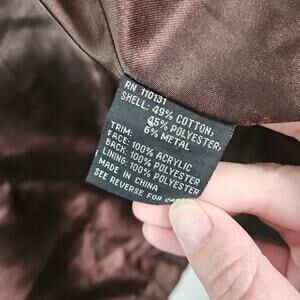 RN 110131
SHELL: 49% COTTON,
45% POLYESTER,
6% METAL
TRIM:
FACE: 100% ACRYLIC
BACK: 100% POLYESTER
LINING: 100% POLYESTER
MADE IN CHINA
SEE REVERSE FOR